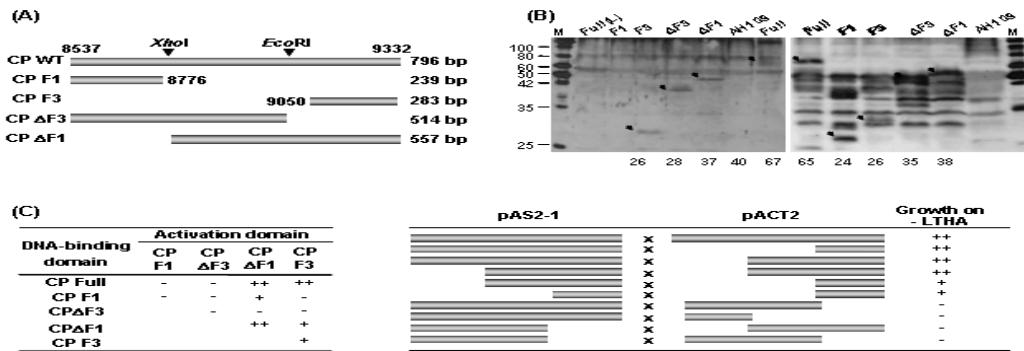 (A)
XhoI EcoRI
8537 9332
CP WT 796 bp
CP F1 8776 239 bp
CP F3 9050 283 bp
CP ΔF3 514 bp
CP ΔF1 557 bp
(B)
M Full(L) F1 F3 ΔF3 ΔF1 AH109 Full
Full F1 F3 ΔF3 ΔF1 AH109 M
100
80
60
50
42
35
25
26 28 37 40 67
65 24 26 35 38
(C)
Activation domain
DNA-binding domain
CP F1 CP ΔF3 CP ΔF1 CP F3
CP Full - - ++ ++
CP F1 - - + -
CPΔF3 - - -
CPΔF1 ++ +
CP F3 +
pAS2-1 pACT2 Growth on - LTHA
x ++
x ++
x ++
x ++
x +
x +
x -
x -
x -
x -